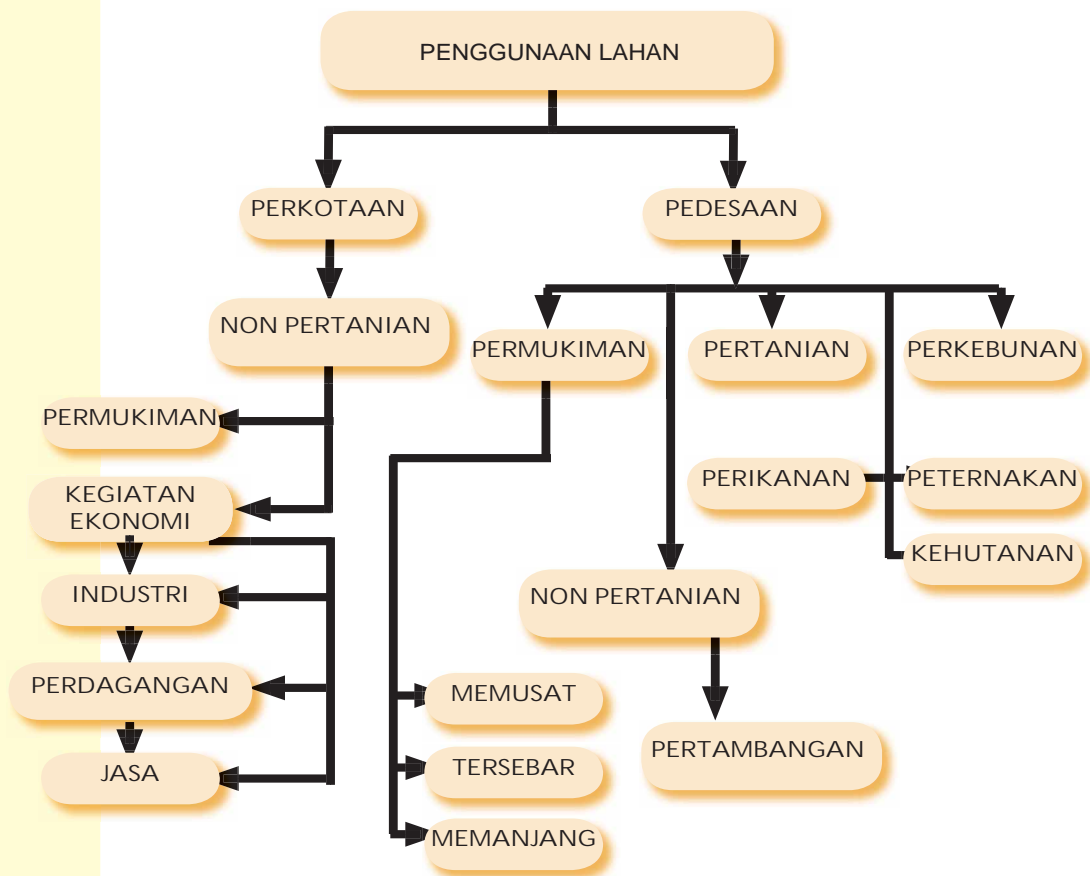 PENGGUNAAN LAHAN
PERKOTAAN
PEDESAAN
NON PERTANIAN
PERMUKIMAN
PERTANIAN
PERKEBUNAN
PERMUKIMAN
KEGIATAN
EKONOMI
PERIKANAN
PETERNAKAN
KEHUTANAN
INDUSTRI
NON PERTANIAN
PERDAGANGAN
MEMUSAT
PERTAMBANGAN
JASA
TERSEBAR
MEMANJANG